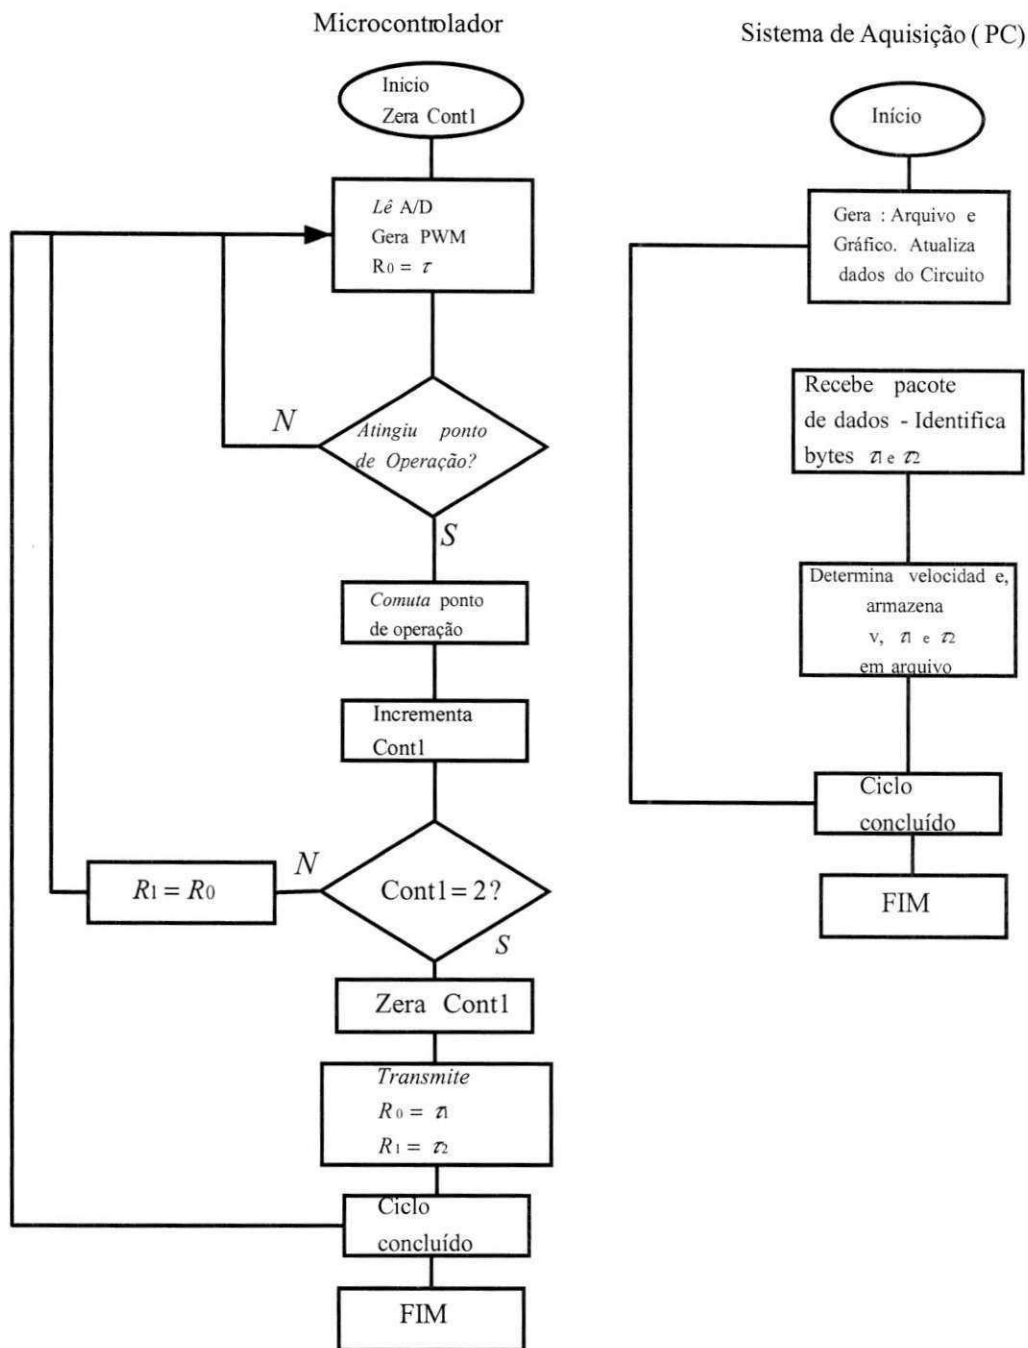 Microcontrolador
Inicio
Zera Cont1
Lê A/D
Gera PWM
R0 = τ
N
Atingiu ponto
de Operação?
S
Comuta ponto
de operação
Incrementa
Cont1
N
R1 = R0
Cont1 = 2?
S
Zera Cont1
Transmite
R0 = τ1
R1 = τ2
Ciclo
concluído
FIM
Sistema de Aquisição ( PC)
Início
Gera : Arquivo e
Gráfico. Atualiza
dados do Circuito
Recebe pacote
de dados - Identifica
bytes τ1 e τ2
Determina velocidad e,
armazena
v, τ1 e τ2
em arquivo
Ciclo
concluído
FIM